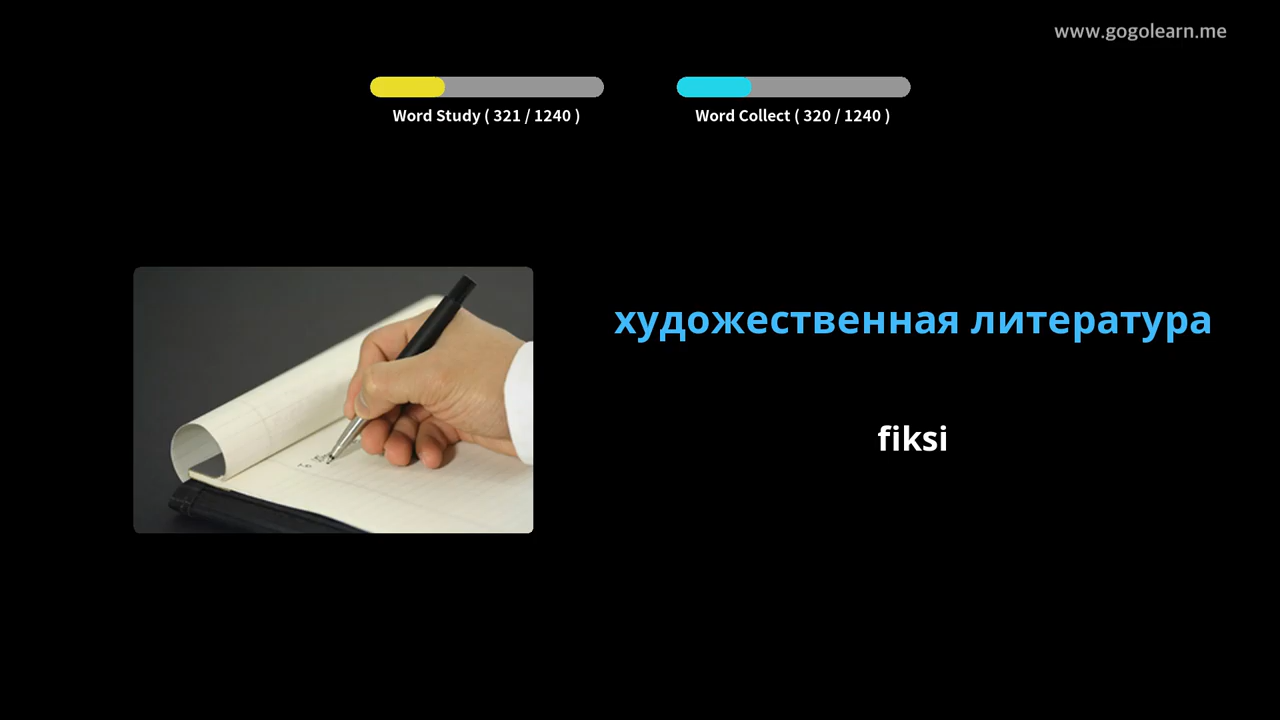 www.gogolearn.me
Word Study ( 321 / 1240 )
Word Collect ( 320 / 1240 )
художественная литература
fiksi